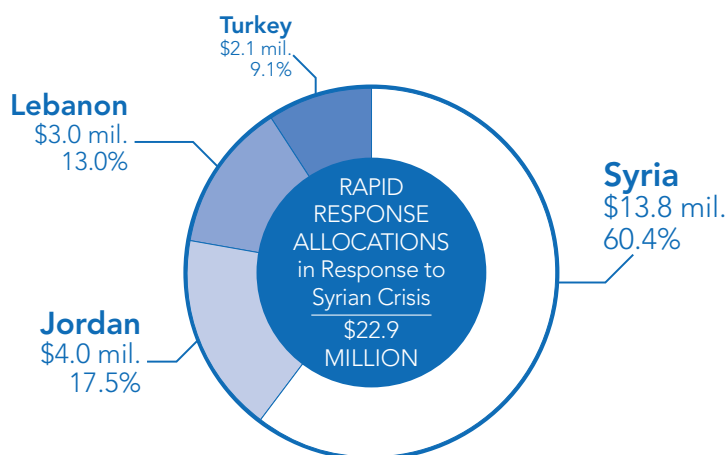 Turkey
$2.1 mil.
9.1%
Lebanon
$3.0 mil.
13.0%
Jordan
$4.0 mil.
17.5%
RAPID
RESPONSE
ALLOCATIONS
in Response to
Syrian Crisis
$22.9
MILLION
Syria
$13.8 mil.
60.4%